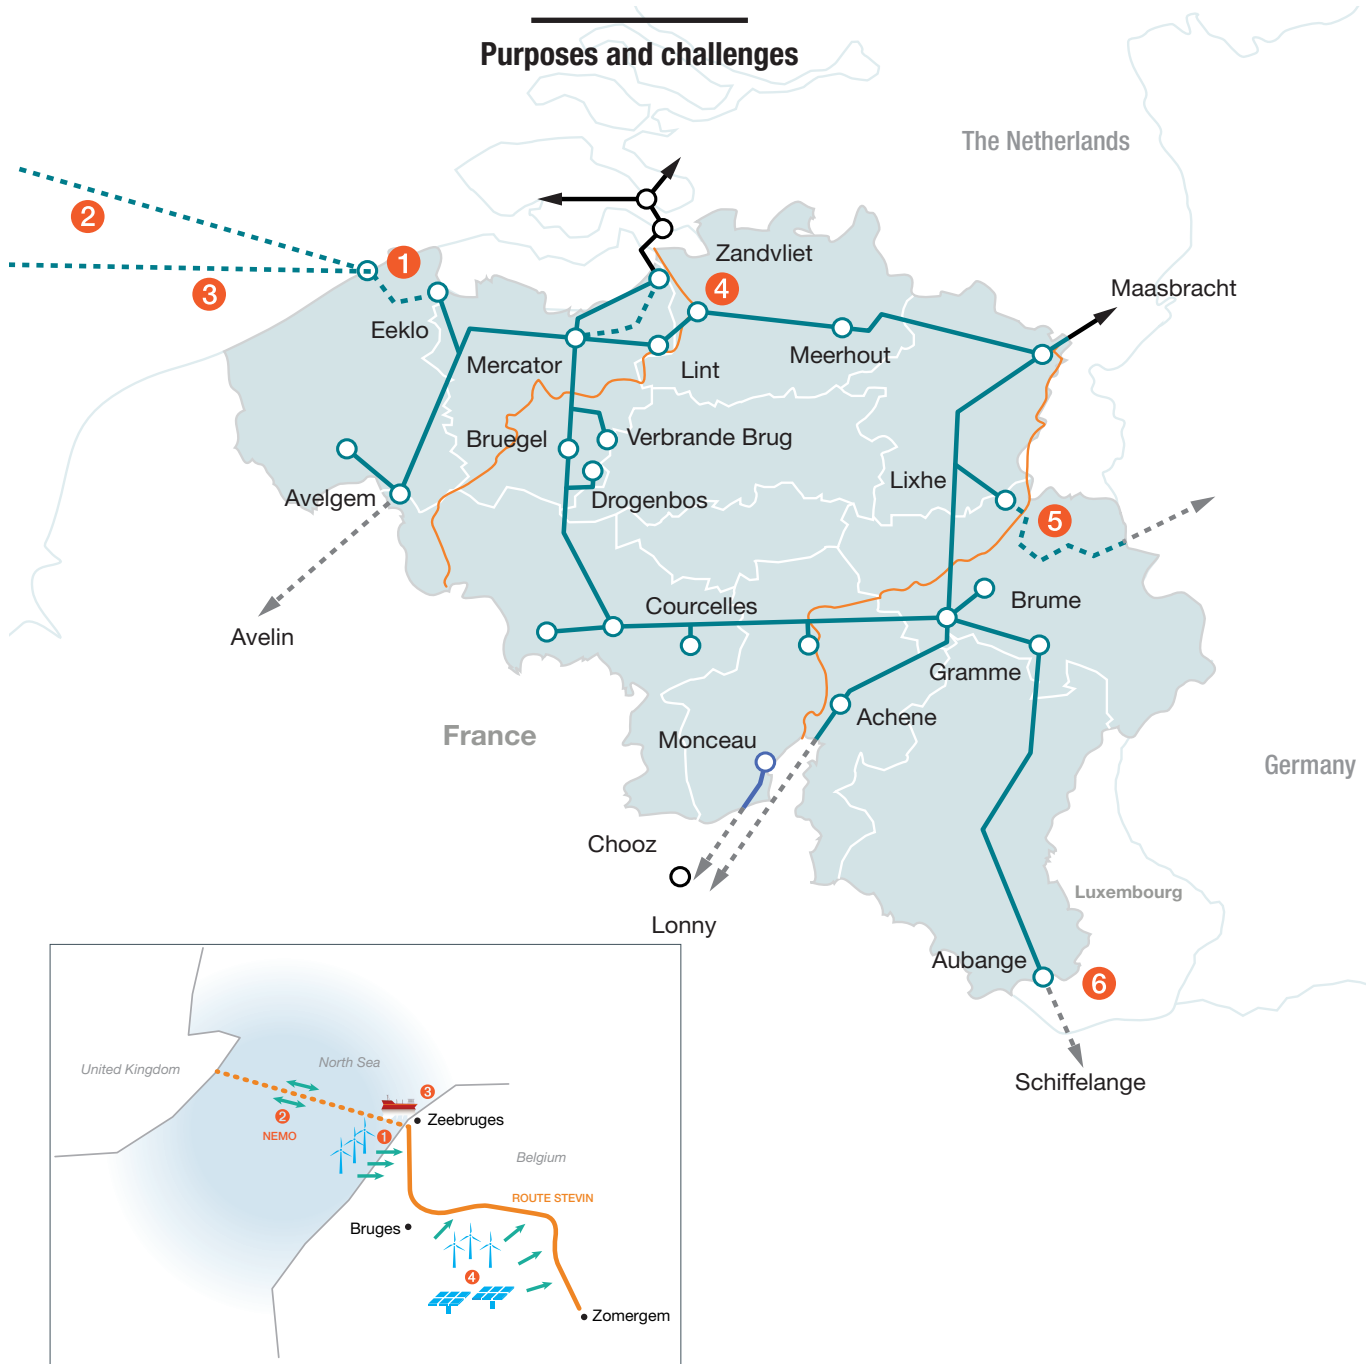 Purposes and challenges
The Netherlands
2
1
Zandvliet
3
4
Maasbracht
Eeklo
Mercator
Lint
Meerhout
Bruegel
Verbrande Brug
Lixhe
Avelgem
Drogenbos
5
Courcelles
Brume
Avelin
Gramme
Achene
France
Monceau
Germany
Chooz
Luxembourg
Lonny
Aubange
6
Schiffelange
United Kingdom
North Sea
3
2
NEMO
Zeebruges
1
Belgium
ROUTE STEVIN
Bruges
4
Zomergem